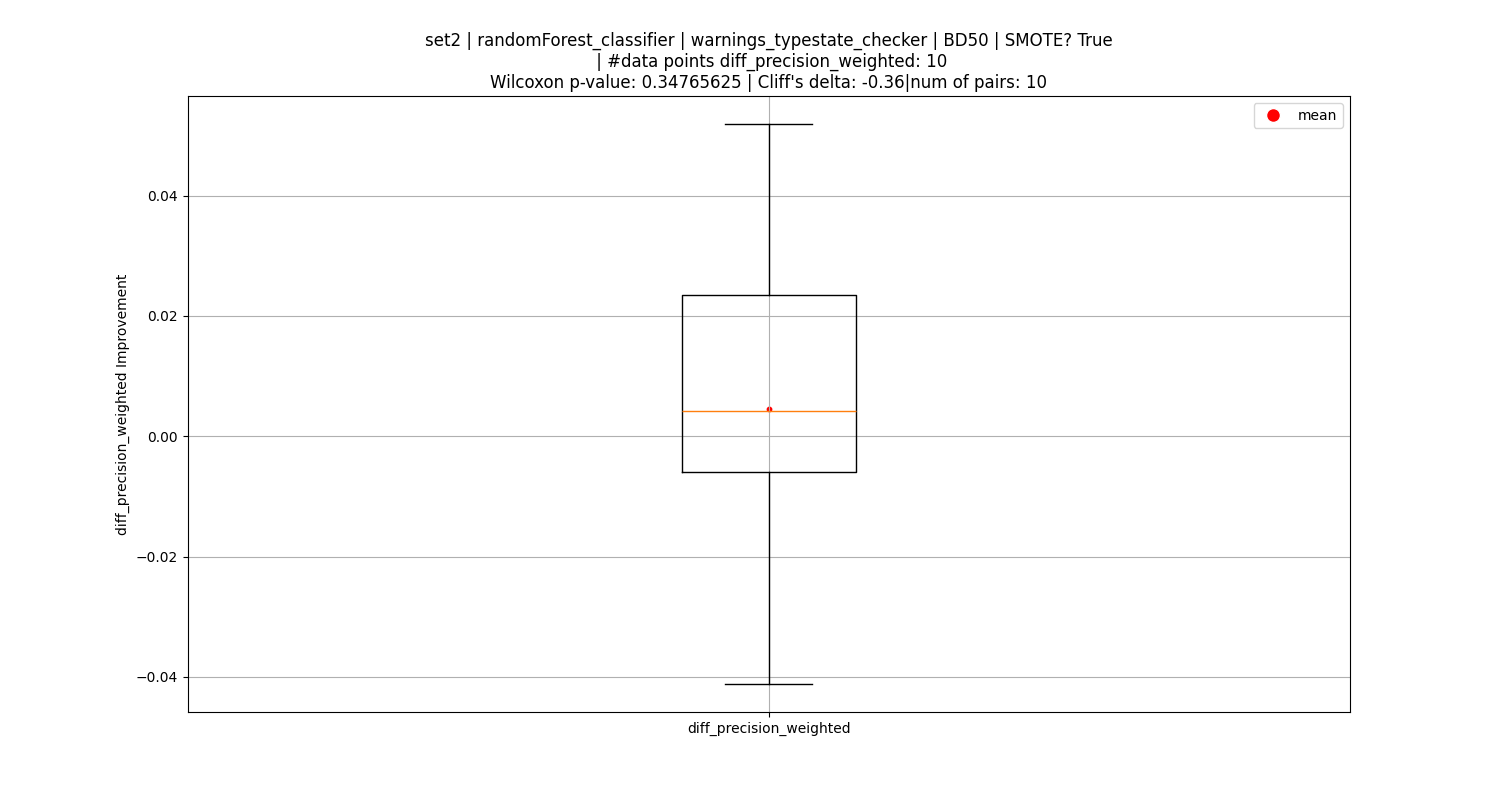 set2 | randomForest_classifier | warnings_typestate_checker | BD50 | SMOTE? True
| #data points diff_precision_weighted: 10
Wilcoxon p-value: 0.34765625 | Cliff's delta: -0.36|num of pairs: 10
mean
0.04
0.02
0.00
−0.02
−0.04
diff_precision_weighted Improvement
diff_precision_weighted